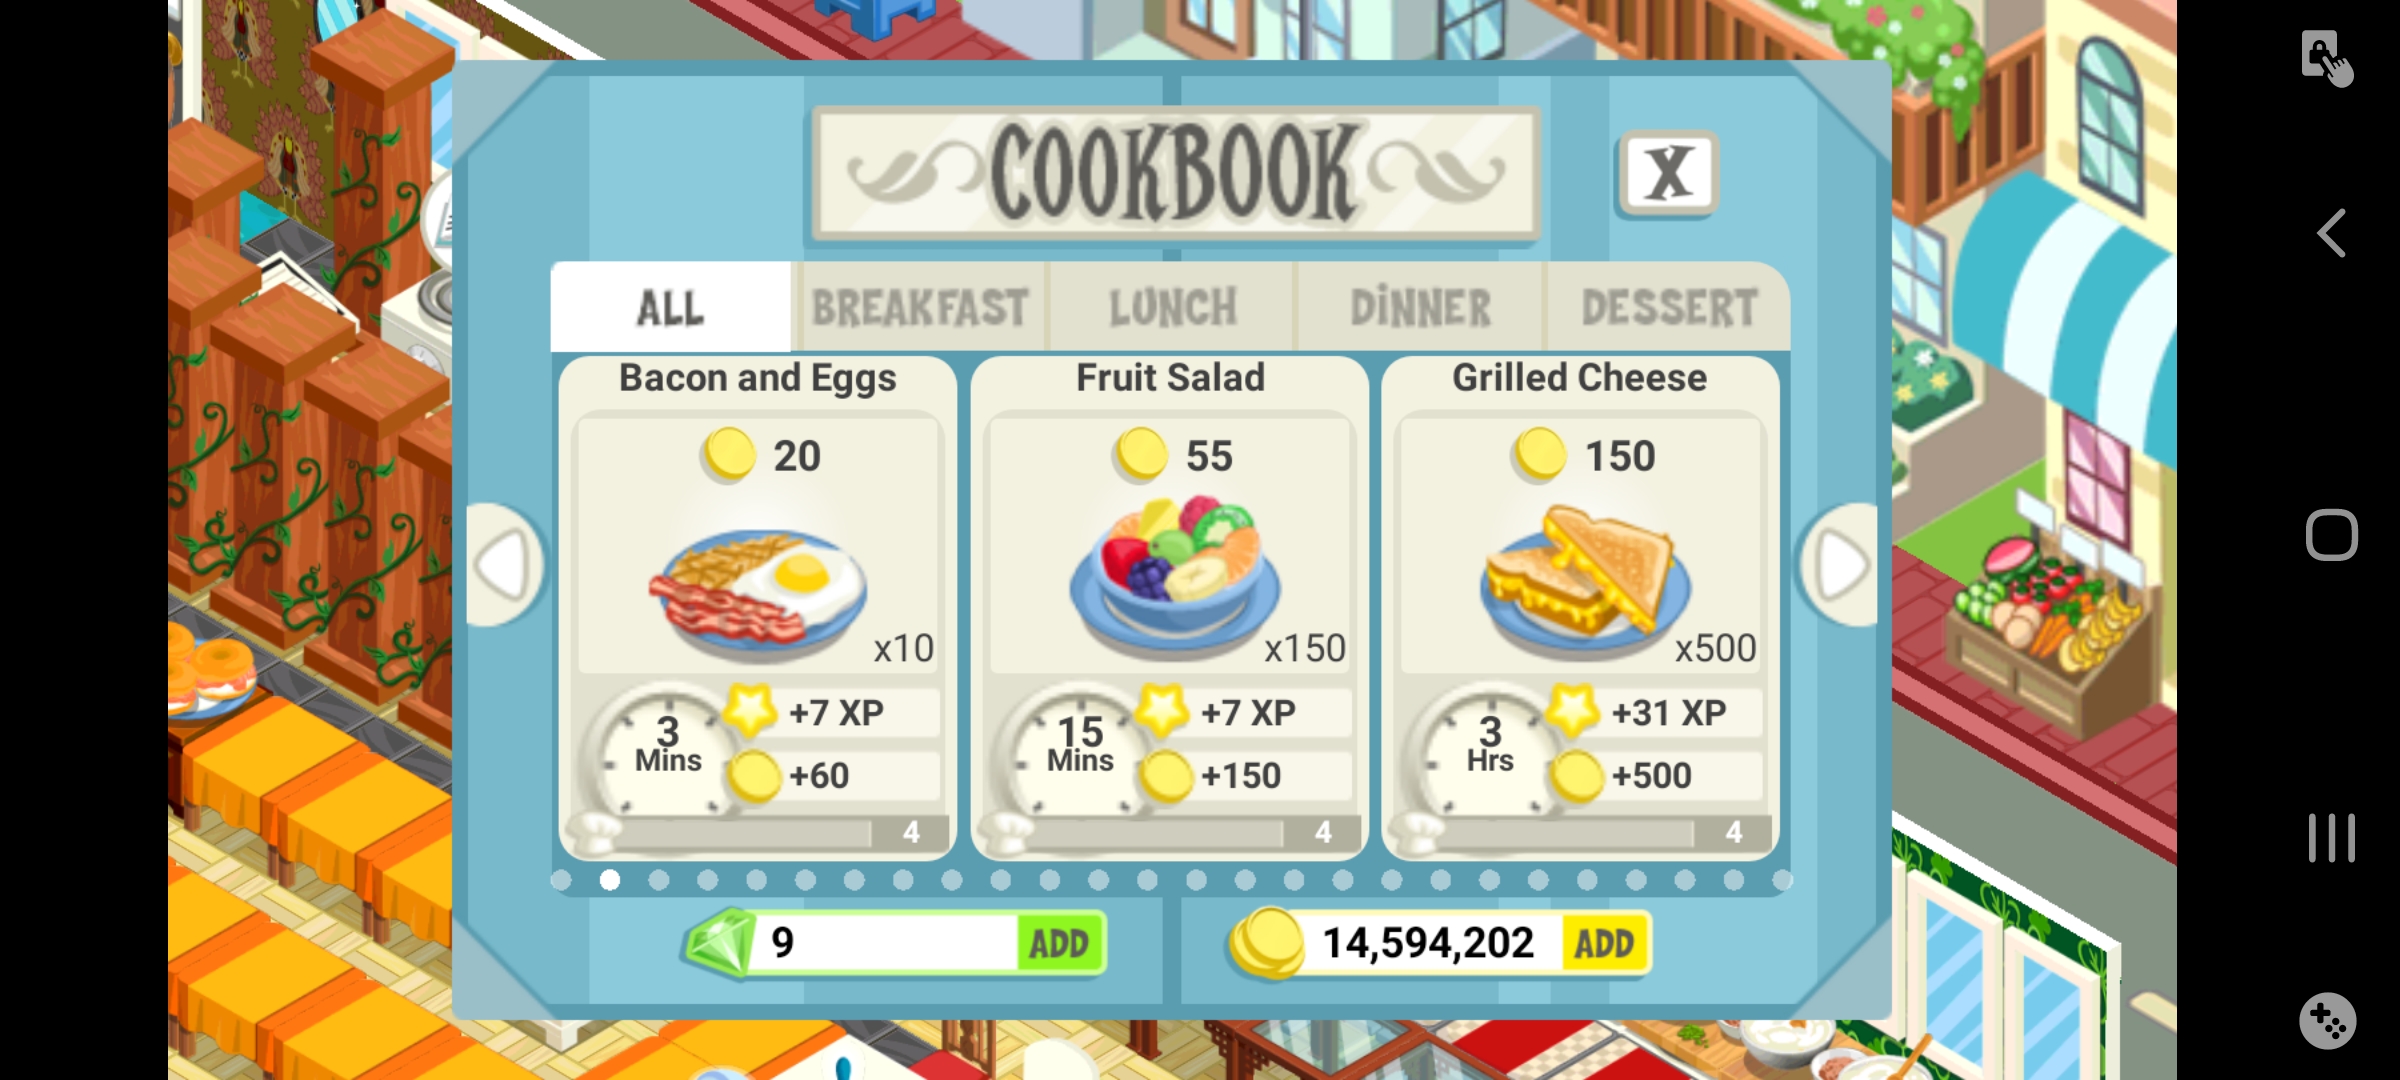 COOKBOOK
X
ALL BREAKFAST LUNCH DINNER DESSERT
Bacon and Eggs
20
x10
3
Mins
+7 XP
+60
4
Fruit Salad
55
x150
15
Mins
+7 XP
+150
4
Grilled Cheese
150
x500
3
Hrs
+31 XP
+500
4
9 ADD
14,594,202 ADD